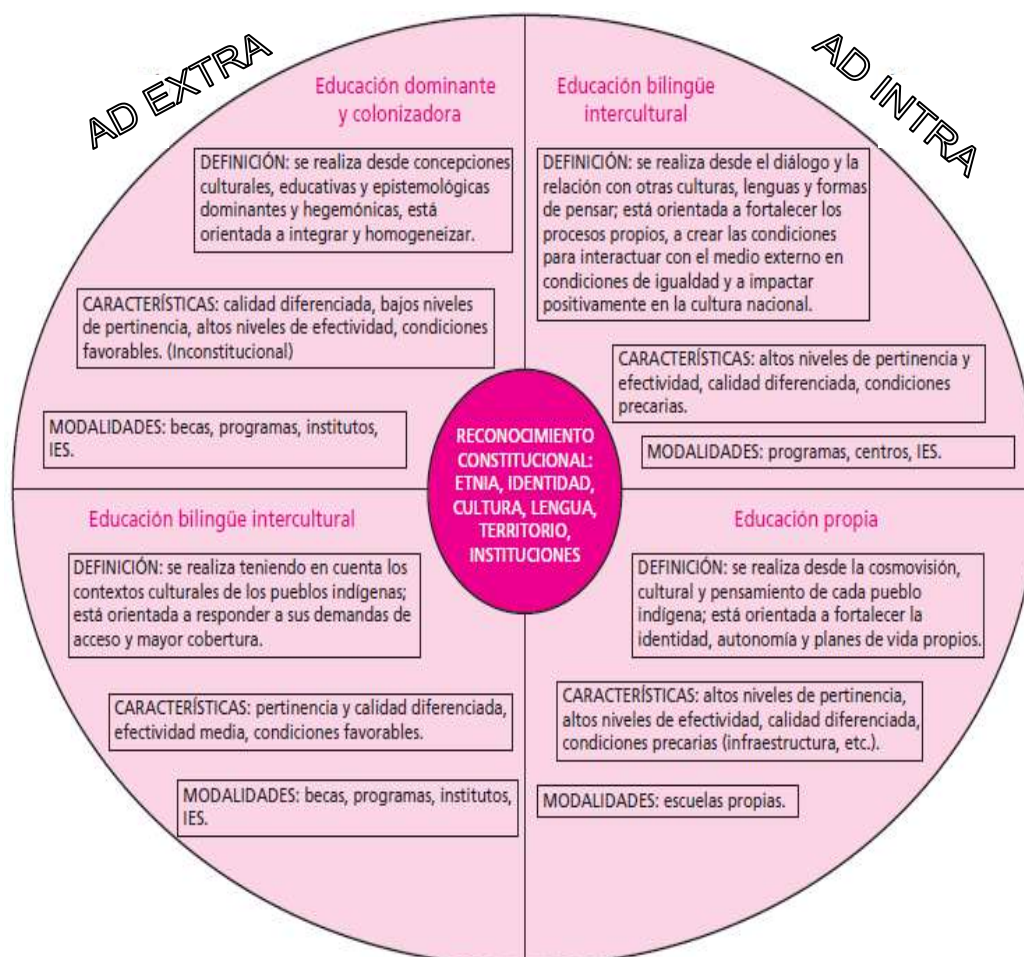 AD EXTRA
AD INTRA
Educación dominante
y colonizadora
DEFINICIÓN: se realiza desde concepciones
culturales, educativas y epistemológicas
dominantes y hegemónicas, está
orientada a integrar y homogeneizar.
CARACTERÍSTICAS: calidad diferenciada, bajos niveles
de pertinencia, altos niveles de efectividad, condiciones
favorables. (Inconstitucional)
MODALIDADES: becas, programas, institutos,
IES.
Educación bilingüe
intercultural
DEFINICIÓN: se realiza desde el diálogo y la
relación con otras culturas, lenguas y formas
de pensar; está orientada a fortalecer los
procesos propios, a crear las condiciones
para interactuar con el medio externo en
condiciones de igualdad y a impactar
positivamente en la cultura nacional.
CARACTERÍSTICAS: altos niveles de pertinencia y
efectividad, calidad diferenciada, condiciones
precarias.
MODALIDADES: programas, centros, IES.
RECONOCIMIENTO
CONSTITUCIONAL:
ETNIA, IDENTIDAD,
CULTURA, LENGUA,
TERRITORIO,
INSTITUCIONES
Educación bilingüe intercultural
DEFINICIÓN: se realiza teniendo en cuenta los
contextos culturales de los pueblos indígenas;
está orientada a responder a sus demandas de
acceso y mayor cobertura.
CARACTERÍSTICAS: pertinencia y calidad diferenciada,
efectividad media, condiciones favorables.
MODALIDADES: becas, programas, institutos,
IES.
Educación propia
DEFINICIÓN: se realiza desde la cosmovisión,
cultural y pensamiento de cada pueblo
indígena; está orientada a fortalecer la
identidad, autonomía y planes de vida propios.
CARACTERÍSTICAS: altos niveles de pertinencia,
altos niveles de efectividad, calidad diferenciada,
condiciones precarias (infraestructura, etc.).
MODALIDADES: escuelas propias.